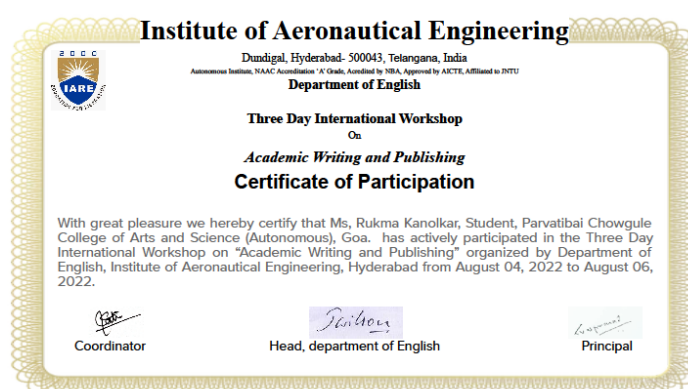 Institute of Aeronautical Engineering
Dundigal, Hyderabad- 500043, Telangana, India
Autonomous Institute, NAAC Accreditation 'A' Grade, Acredited by NBA, Approved by AICTE, Affiliated to JNTU
Department of English
2000
IARE
EDUCATION FOR LIBERATION
Three Day International Workshop
On
Academic Writing and Publishing
Certificate of Participation
With great pleasure we hereby certify that Ms, Rukma Kanolkar, Student, Parvatibai Chowgule
College of Arts and Science (Autonomous), Goa. has actively participated in the Three Day
International Workshop on “Academic Writing and Publishing” organized by Department of
English, Institute of Aeronautical Engineering, Hyderabad from August 04, 2022 to August 06,
2022.
Coordinator
Head, department of English
Principal